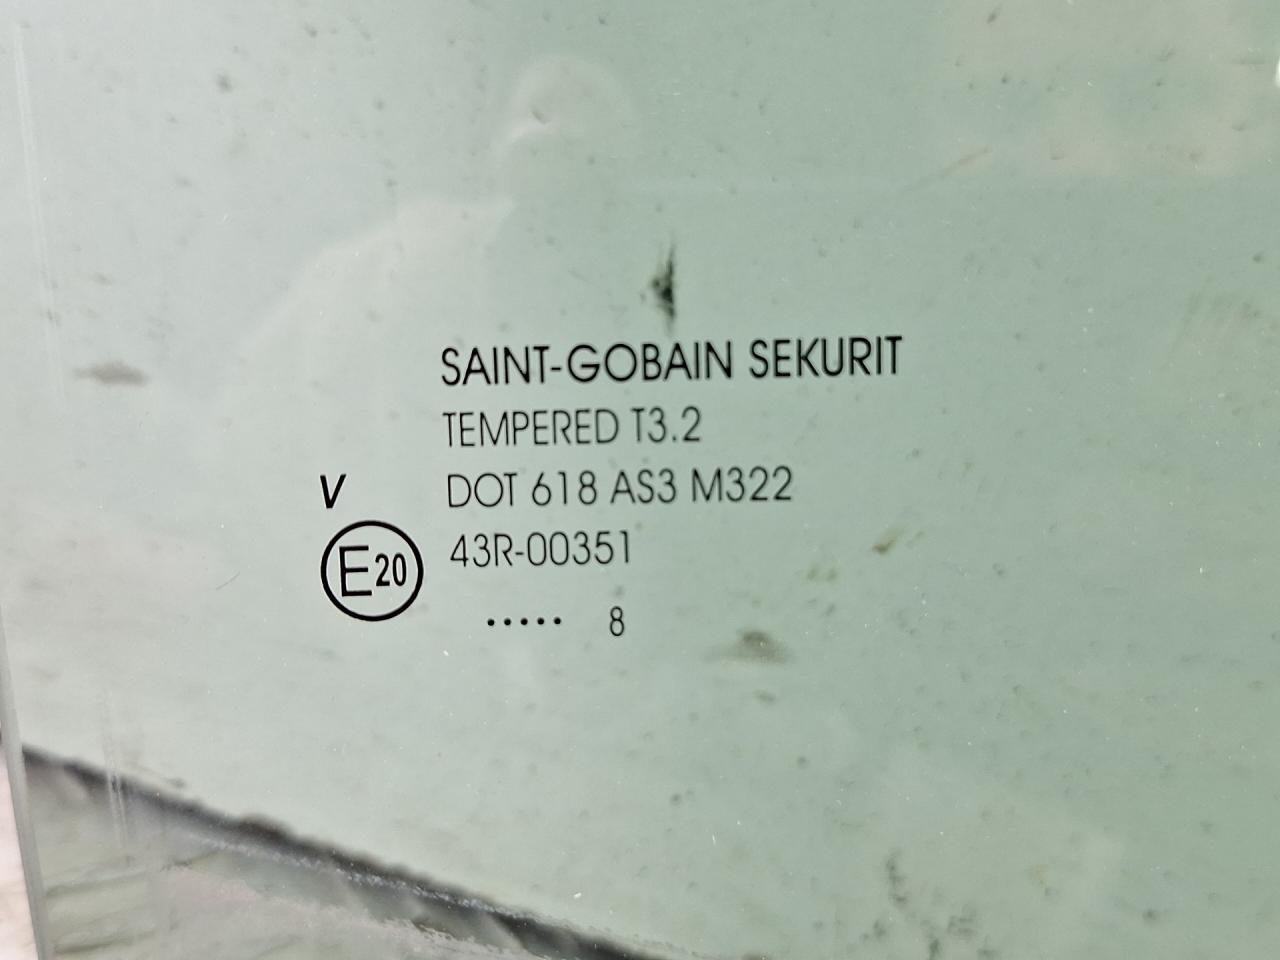 SAINT-GOBAIN SEKURIT
TEMPERED T3.2
V DOT 618 AS3 M322
E20 43R-00351
..... 8